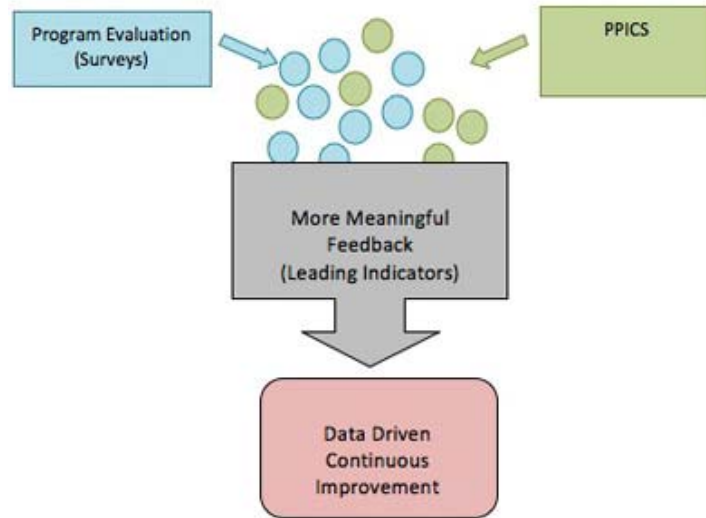 Program Evaluation
(Surveys)
PPICS
More Meaningful
Feedback
(Leading Indicators)
Data Driven
Continuous
Improvement